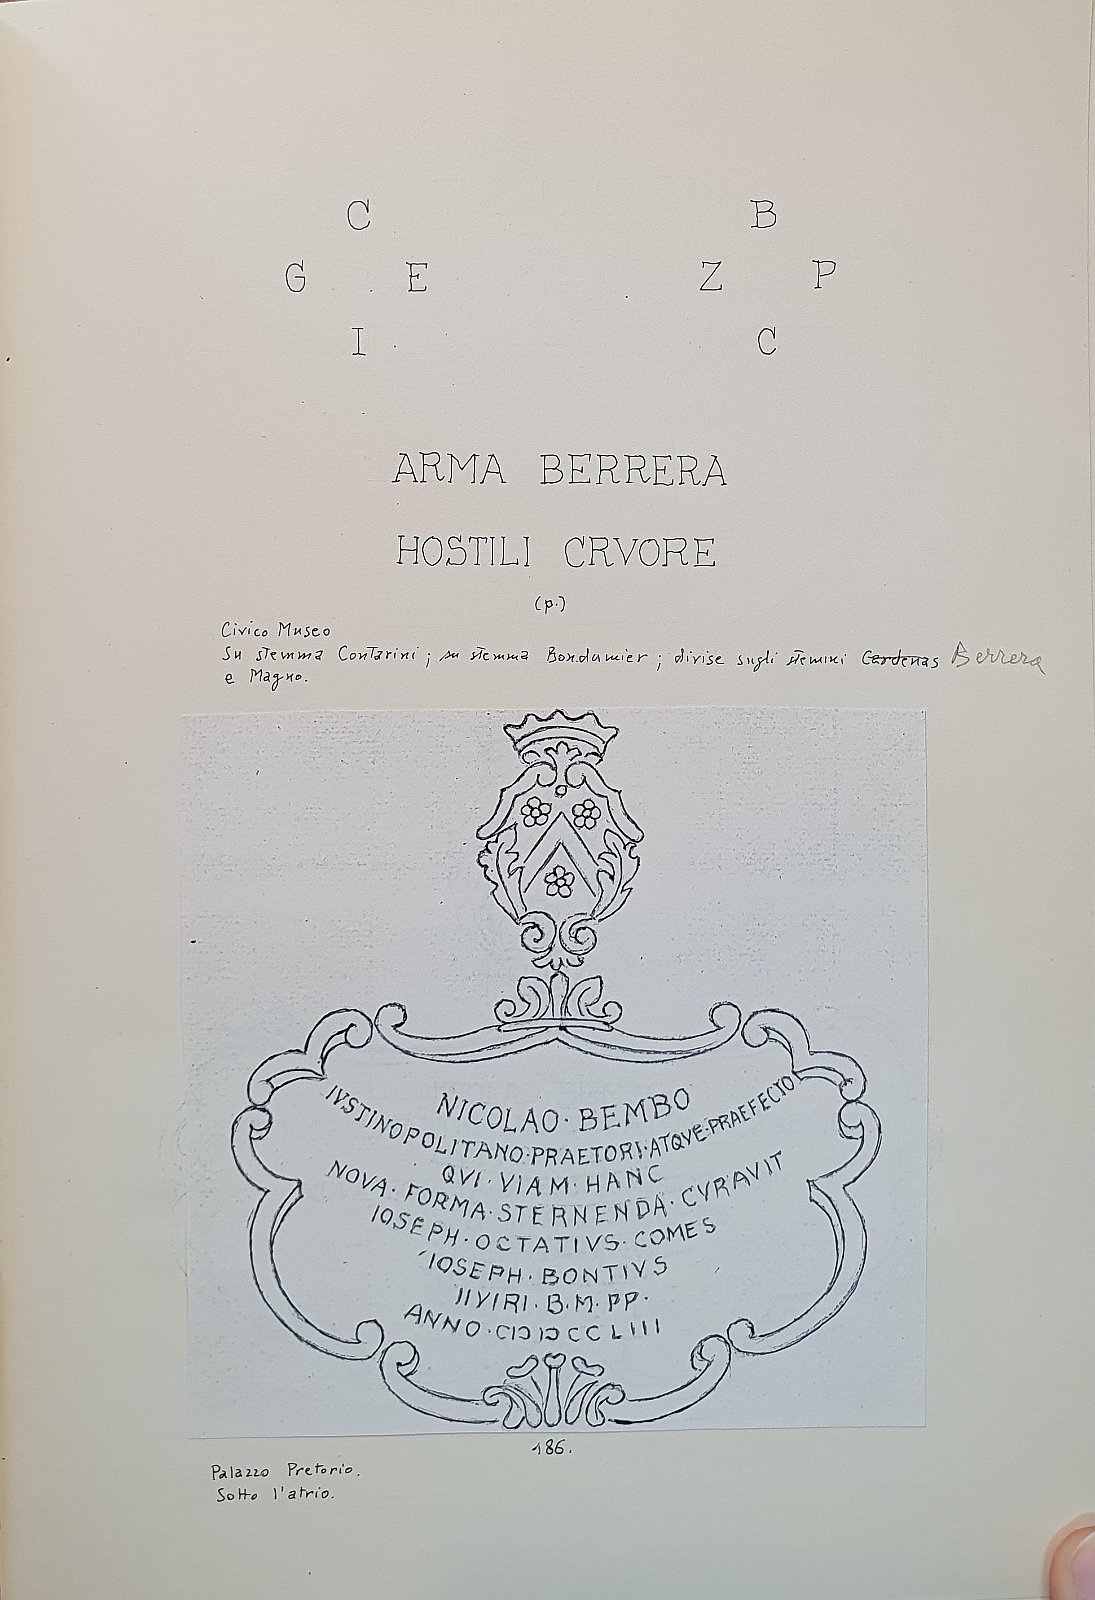 C B
G E Z P
I C
ARMA BERRERA
HOSTILI CRVORE
(p.)
Civico Museo
Su stemma Contarini; su stemma Bondumier; divise sugli stemmi Cardenas Berrera
e Magno.
NICOLAO·BEMBO
IVSTINOPOLITANO·PRAETORI·ATQVE·PRAEFECTO
QVI·VIAM·HANC
NOVA·FORMA·STERNENDA·CVRAVIT
IOSEPH·OCTATIVS·COMES
IOSEPH·BONTIVS
IIVIRI·B·M·PP·
ANNO·CIƆIƆCCLIII
186.
Palazzo Pretorio.
Sotto l'atrio.